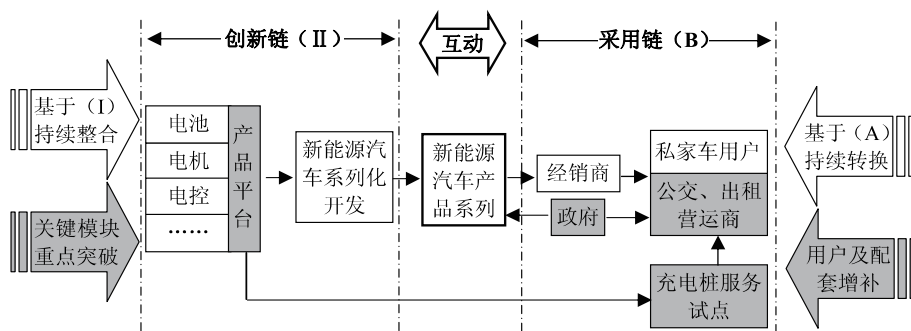 创新链（Ⅱ）
互动
采用链（B）
基于（I）
持续整合
关键模块
重点突破
电池
电机
电控
……
产品平台
新能源汽
车系列化
开发
新能源
汽车产
品系列
经销商
政府
私家车用户
公交、出租
营运商
充电桩服务
试点
基于（A）
持续转换
用户及配
套增补